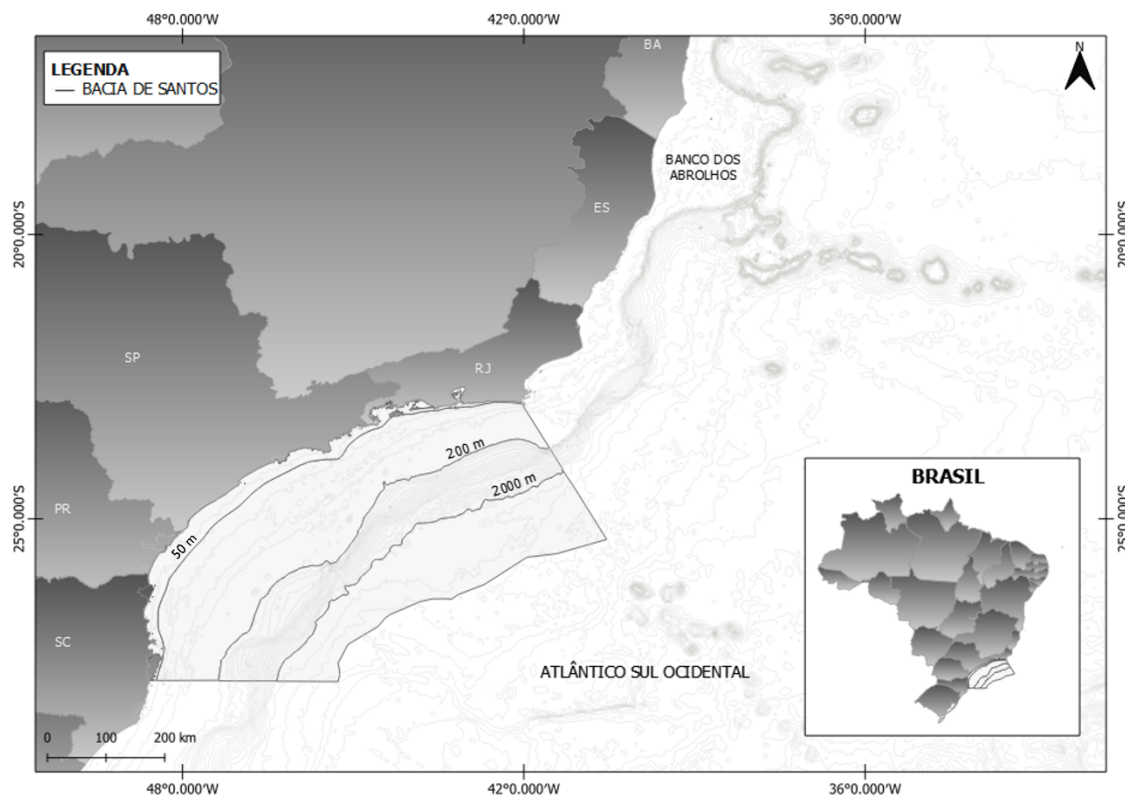 48°0.000'W 42°0.000'W 36°0.000'W
LEGENDA
BACIA DE SANTOS
N
BA
BANCO DOS
ABROLHOS
ES
20°0.000'S
20°0.000'S
SP
RJ
200 m
2000 m
BRASIL
PR
50 m
25°0.000'S
25°0.000'S
SC
ATLÂNTICO SUL OCIDENTAL
0 100 200 km
48°0.000'W 42°0.000'W 36°0.000'W